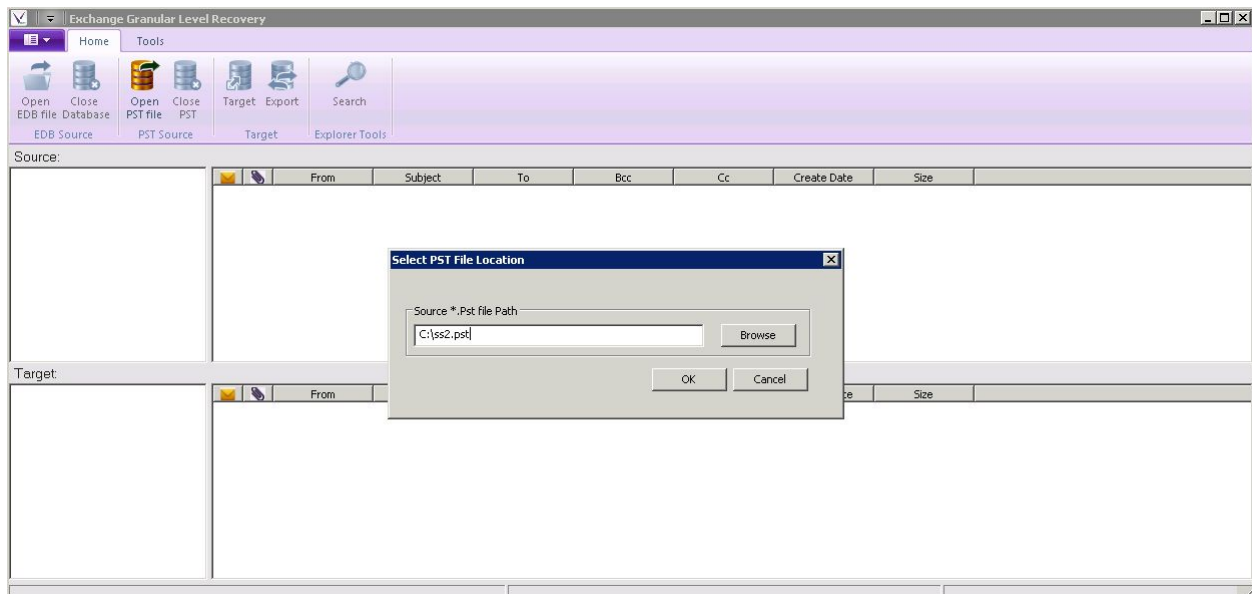 Exchange Granular Level Recovery
Home Tools
Open EDB file Close Database Open PST file Close PST Target Export Search
EDB Source PST Source Target Explorer Tools
Source:
From Subject To Bcc Cc Create Date Size
Select PST File Location
Source *.Pst file Path
C:\ss2.pst Browse
OK Cancel
Target:
From Size